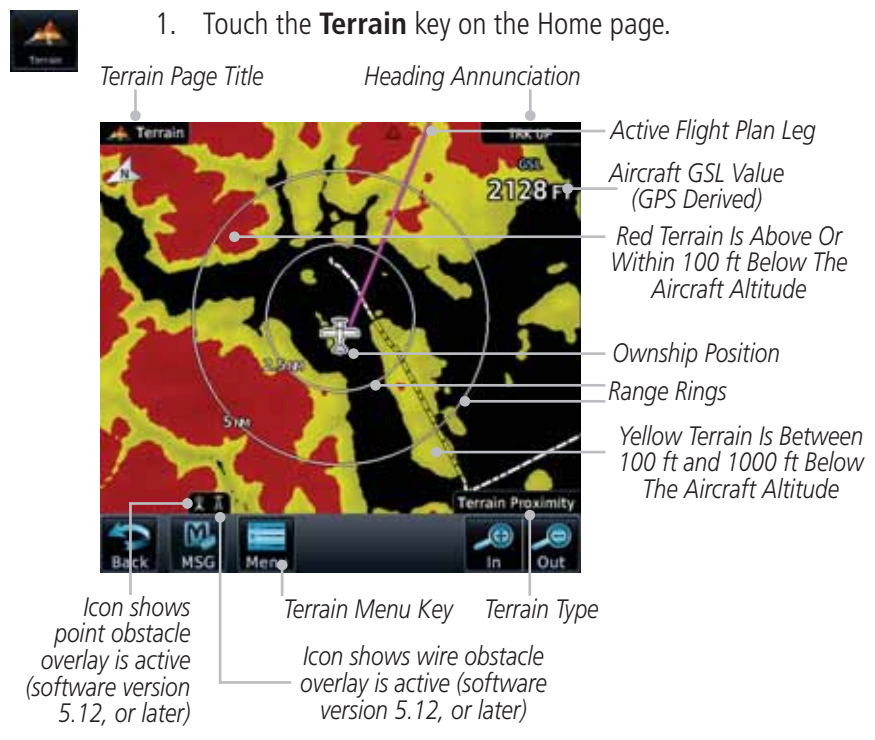 1. Touch the Terrain key on the Home page.
Terrain
Terrain Page Title
Heading Annunciation
Terrain
TRK UP
Active Flight Plan Leg
N
GSL
2128 FT
Aircraft GSL Value
(GPS Derived)
Red Terrain Is Above Or
Within 100 ft Below The
Aircraft Altitude
Ownship Position
2.5 NM
Range Rings
5 NM
Yellow Terrain Is Between
100 ft and 1000 ft Below
The Aircraft Altitude
Terrain Proximity
Back
MSG
Menu
In
Out
Icon shows
point obstacle
overlay is active
(software version
5.12, or later)
Terrain Menu Key
Terrain Type
Icon shows wire obstacle
overlay is active (software
version 5.12, or later)